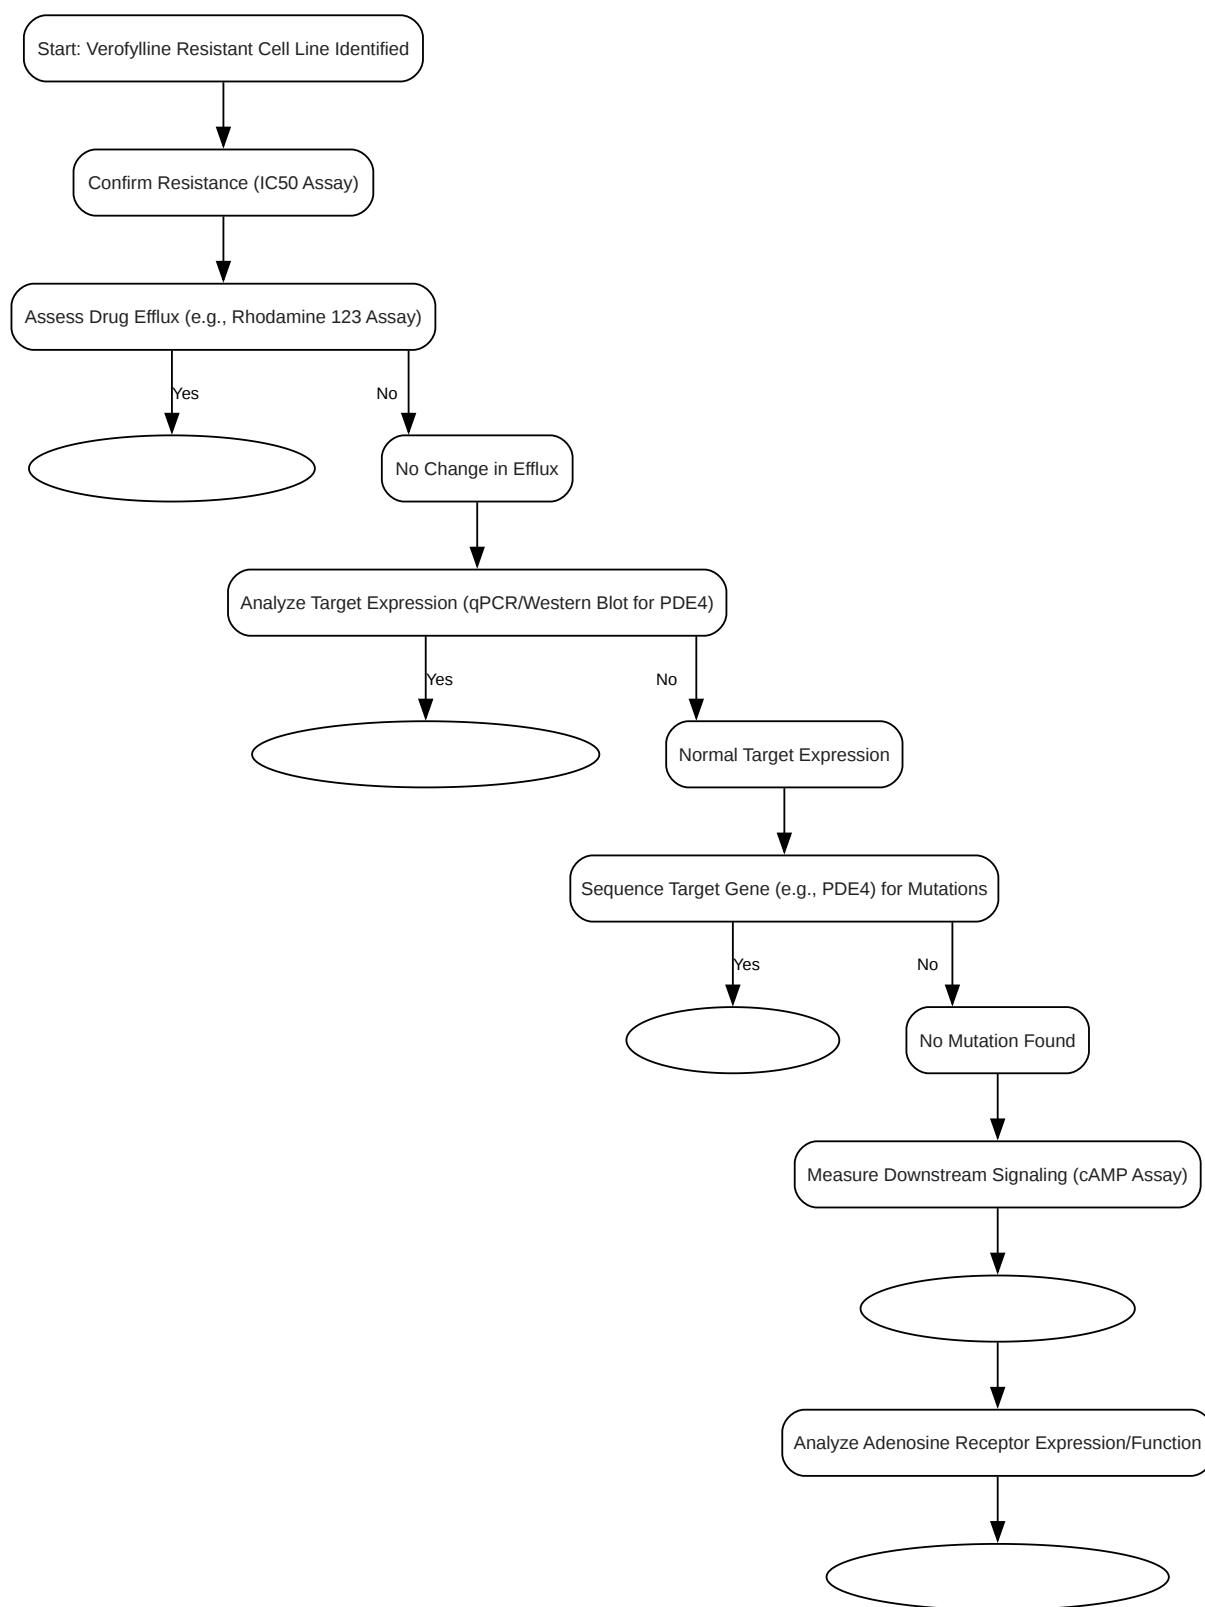 Start: Verofylline Resistant Cell Line Identified
Confirm Resistance (IC50 Assay)
Assess Drug Efflux (e.g., Rhodamine 123 Assay)
Yes
No
No Change in Efflux
Analyze Target Expression (qPCR/Western Blot for PDE4)
Yes
No
Normal Target Expression
Sequence Target Gene (e.g., PDE4) for Mutations
Yes
No
No Mutation Found
Measure Downstream Signaling (cAMP Assay)
Analyze Adenosine Receptor Expression/Function